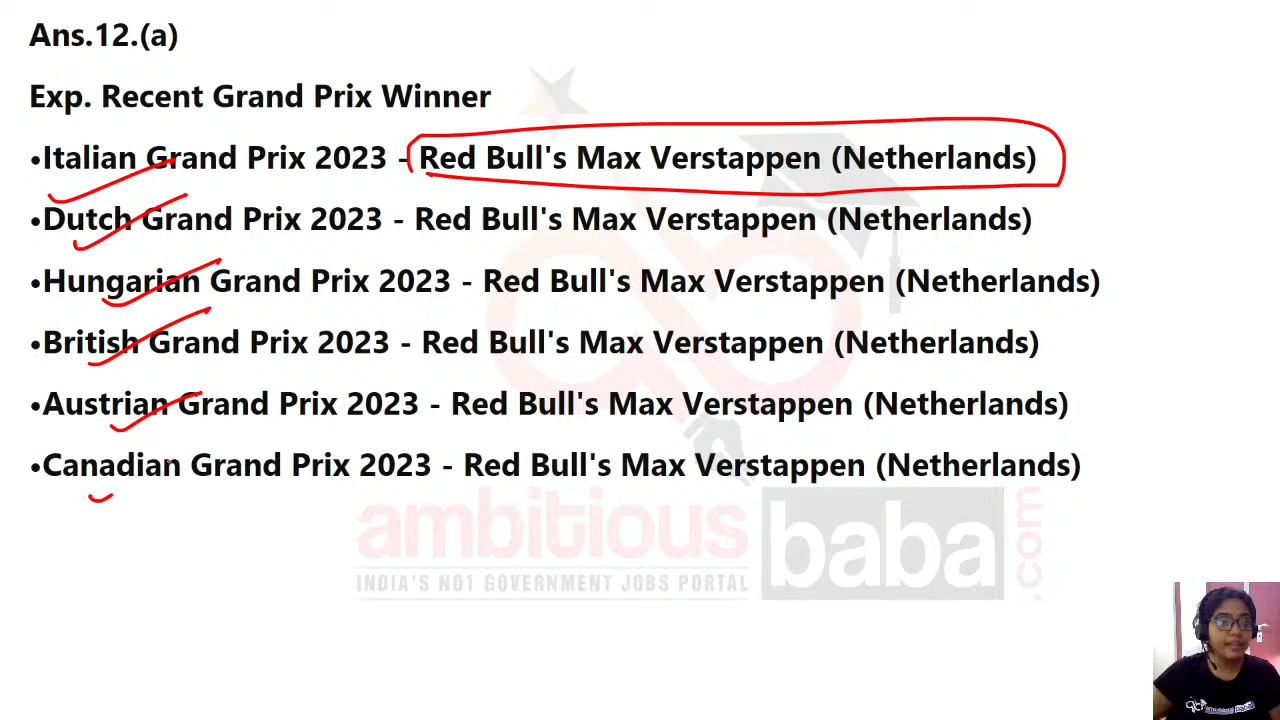 Ans.12.(a)
Exp. Recent Grand Prix Winner
•Italian Grand Prix 2023 - Red Bull's Max Verstappen (Netherlands)
•Dutch Grand Prix 2023 - Red Bull's Max Verstappen (Netherlands)
•Hungarian Grand Prix 2023 - Red Bull's Max Verstappen (Netherlands)
•British Grand Prix 2023 - Red Bull's Max Verstappen (Netherlands)
•Austrian Grand Prix 2023 - Red Bull's Max Verstappen (Netherlands)
•Canadian Grand Prix 2023 - Red Bull's Max Verstappen (Netherlands)
ambitious baba .com
INDIA'S NO1 GOVERNMENT JOBS PORTAL
ambitious baba